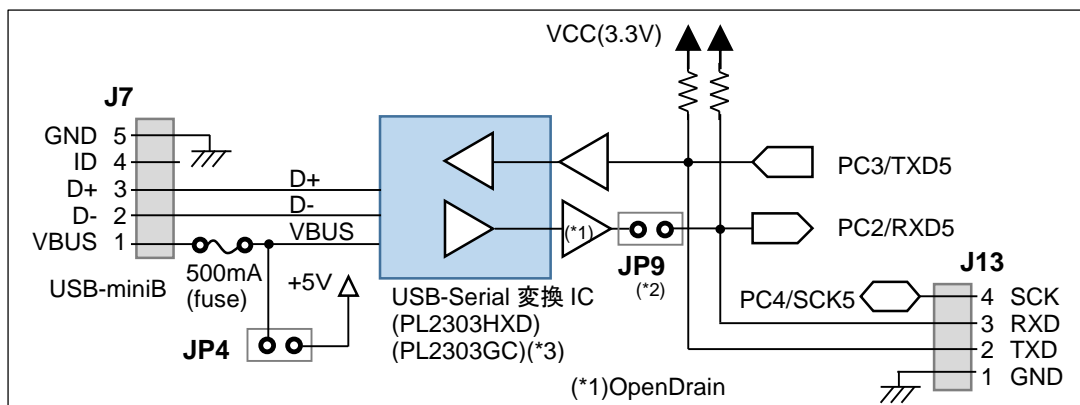 VCC(3.3V)
J7
GND 5
ID 4
D+ 3
D- 2
VBUS 1
USB-miniB
500mA
(fuse)
D+
D-
VBUS
+5V
JP4
USB-Serial 変換 IC
(PL2303HXD)
(PL2303GC)(*3)
(*1)
JP9
(*2)
PC3/TXD5
PC2/RXD5
PC4/SCK5
J13
4 SCK
3 RXD
2 TXD
1 GND
(*1)OpenDrain